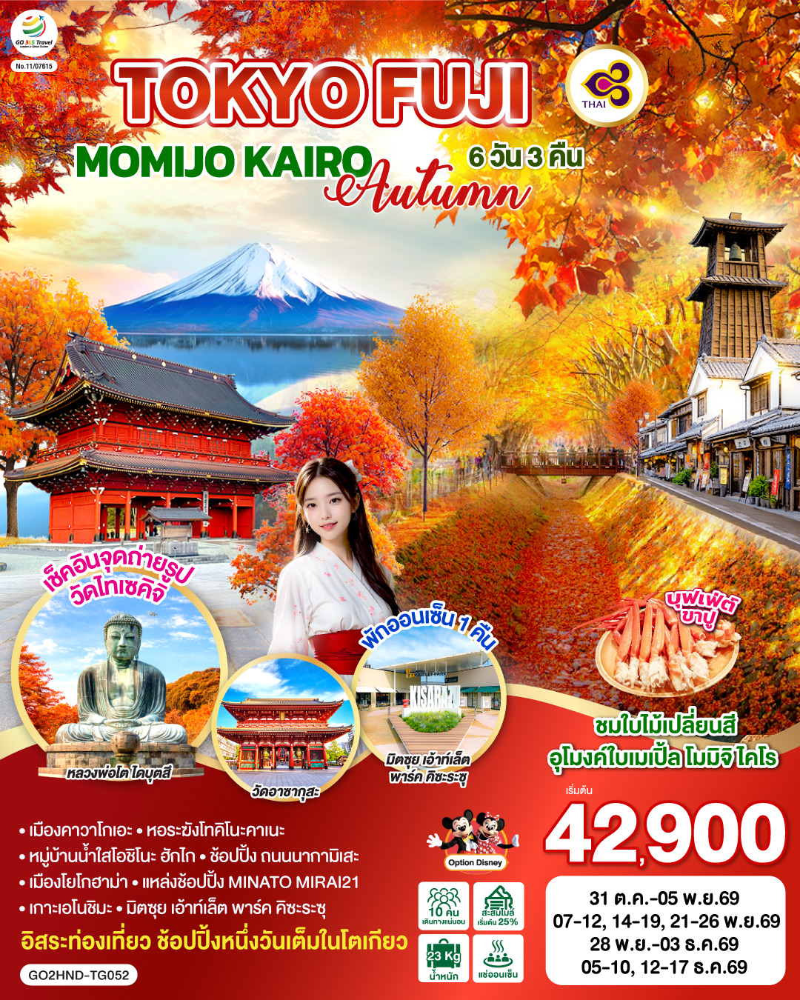 GO 365 Travel
Leaders in Global Tourism
No.11/07615
TOKYO FUJI
THAI
MOMIJO KAIRO
6 วัน 3 คืน
Autumn
เช็คอินจุดถ่ายรูป
วัดไทเซคิจิ
พักออนเซ็น 1 คืน
บุฟเฟ่ต์
ขาปู
OUTLET PARK
KISARAZU
หลวงพ่อโต ไดบุตสึ
วัดอาซากุสะ
มิตซุย เอ้าท์เล็ต
พาร์ค คิซะระซุ
ชมใบไม้เปลี่ยนสี
อุโมงค์ใบเมเปิ้ล โมมิจิ ไคโร
เริ่มต้น
42,900
• เมืองคาวาโกเอะ • หอระฆังโทคิโนะคาเนะ
• หมู่บ้านน้ำใสโอชิโนะ ฮักไก • ช้อปปิ้ง ถนนนากามิเสะ
• เมืองโยโกฮาม่า • แหล่งช้อปปิ้ง MINATO MIRAI21
• เกาะเอโนชิมะ • มิตซุย เอ้าท์เล็ต พาร์ค คิซะระซุ
อิสระท่องเที่ยว ช้อปปิ้งหนึ่งวันเต็มในโตเกียว
GO2HND-TG052
Option Disney
10 คน
เดินทางแน่นอน
สะสมไมล์
เริ่มต้น 25%
23 Kg
น้ำหนัก
แช่ออนเซ็น
31 ต.ค.-05 พ.ย.69
07-12, 14-19, 21-26 พ.ย.69
28 พ.ย.-03 ธ.ค.69
05-10, 12-17 ธ.ค.69